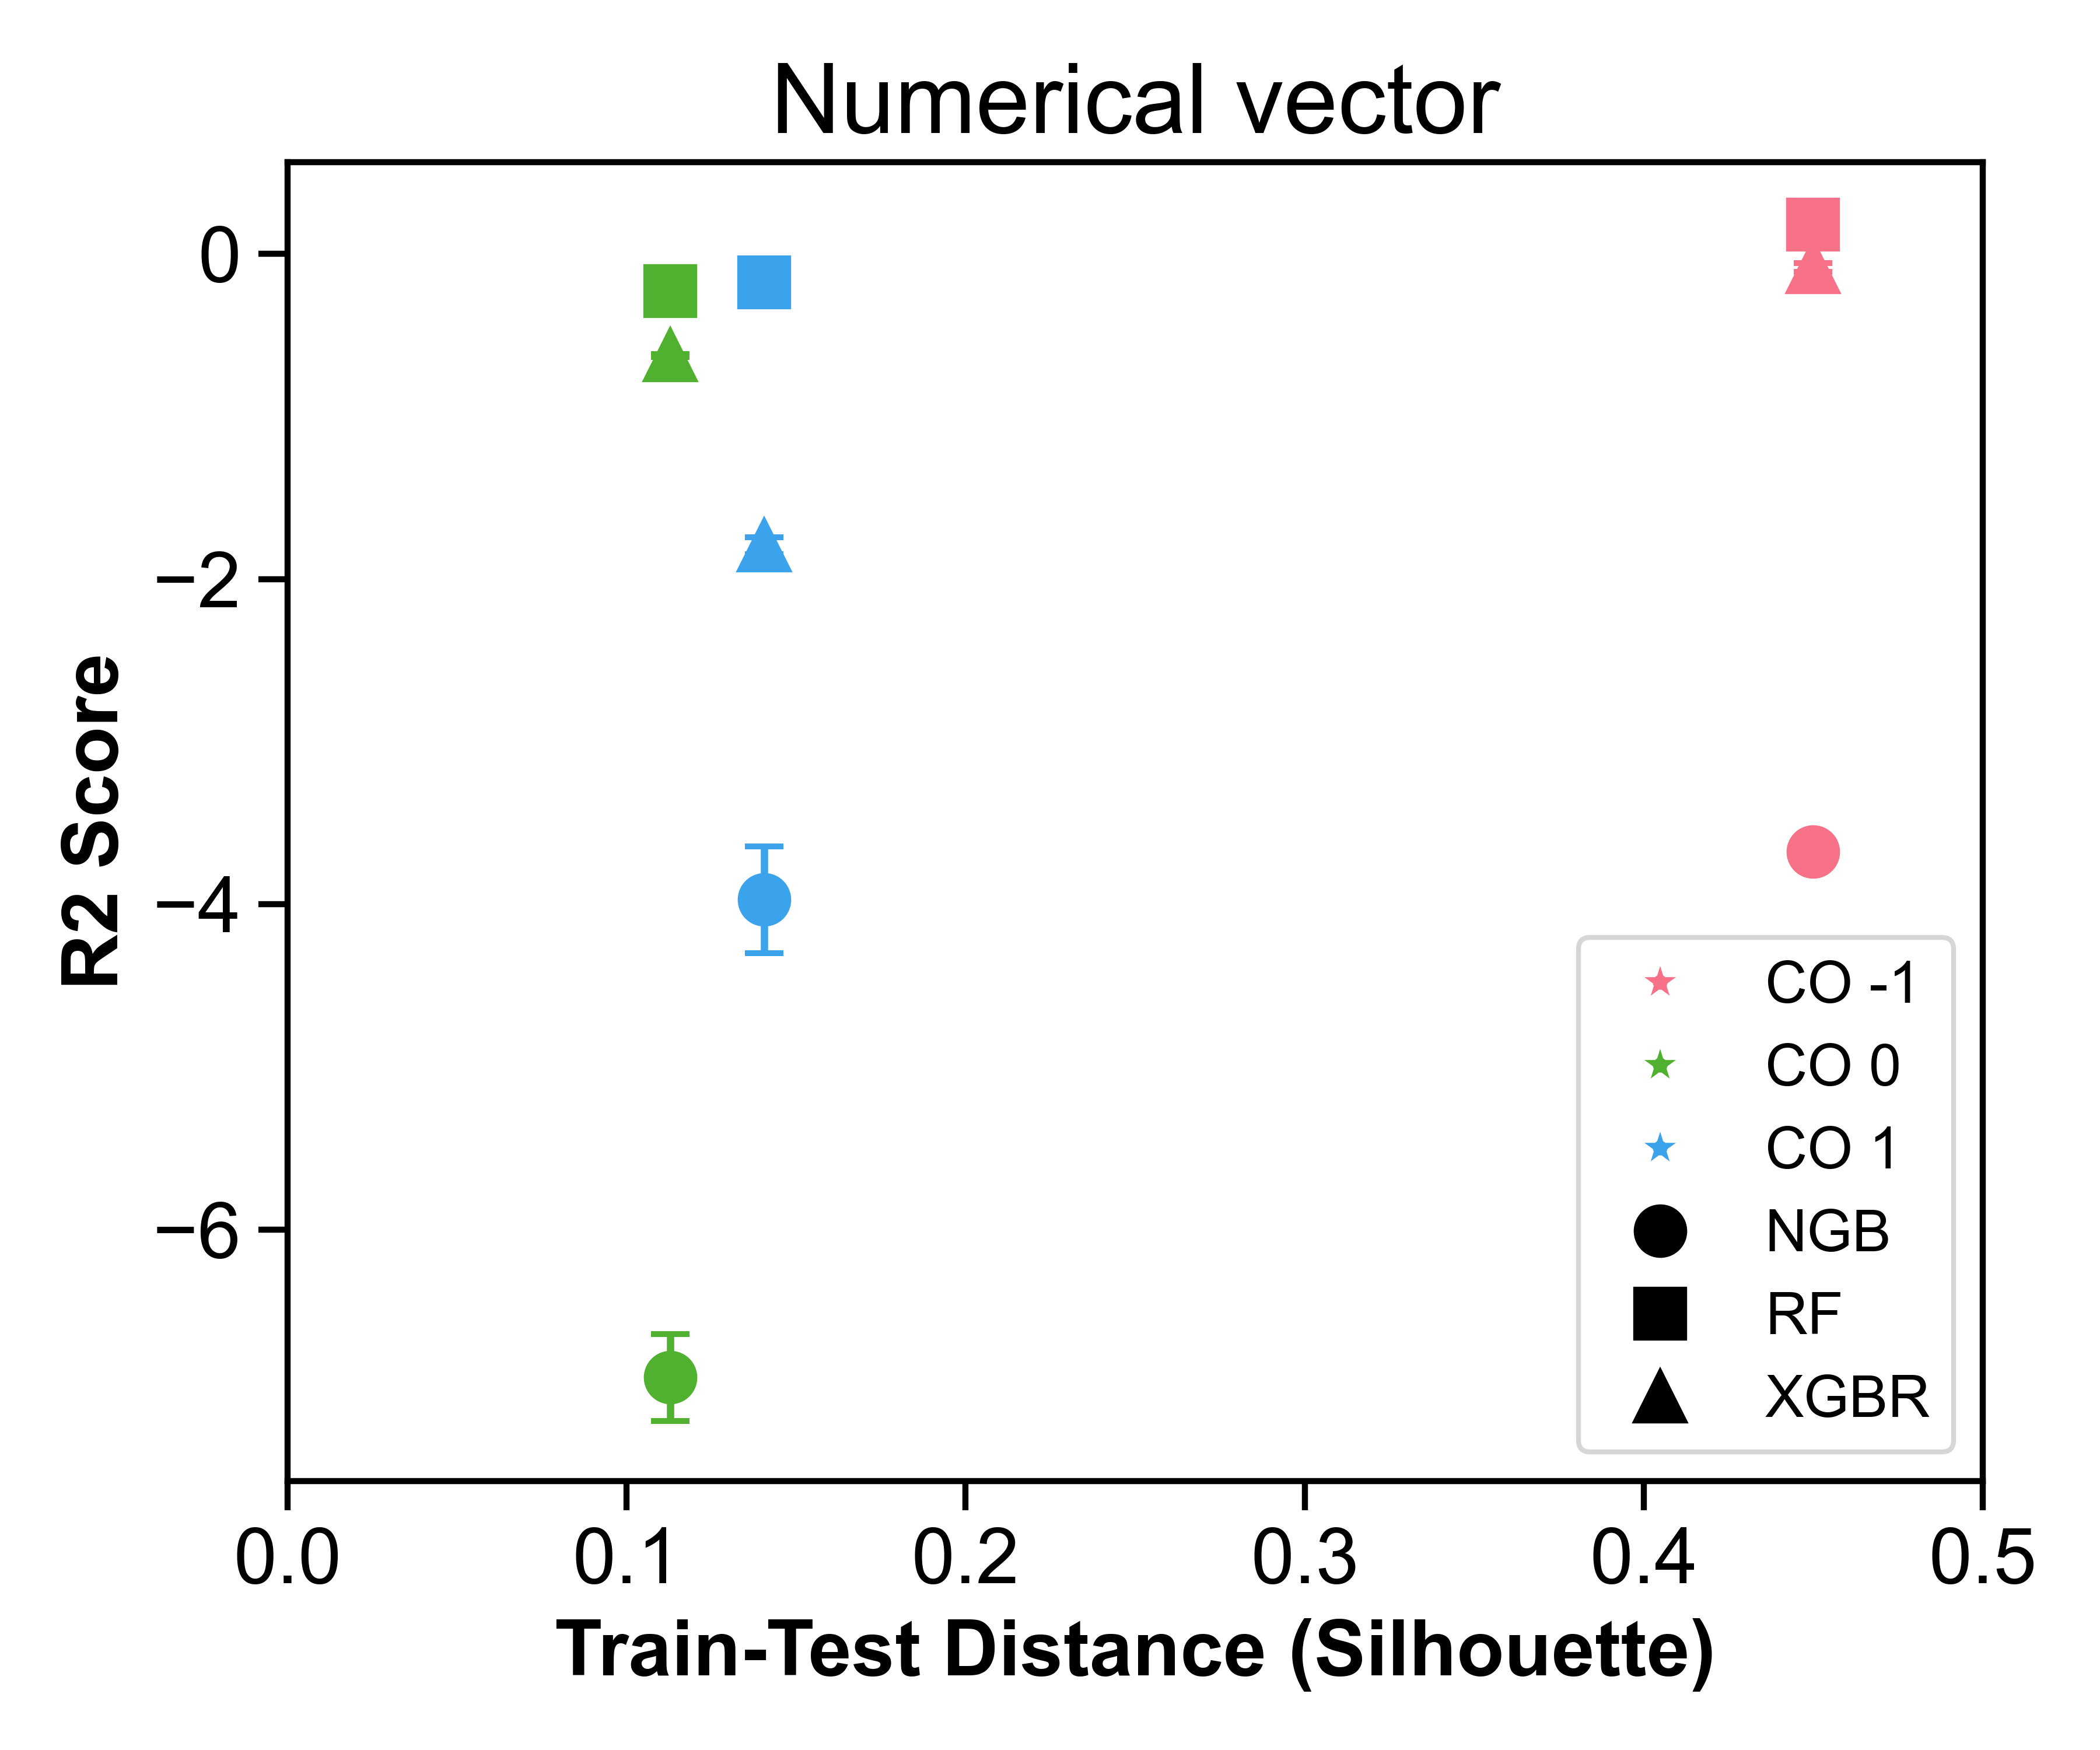 Numerical vector
0
−2
−4
−6
R2 Score
0.0 0.1 0.2 0.3 0.4 0.5
Train-Test Distance (Silhouette)
CO -1
CO 0
CO 1
NGB
RF
XGBR